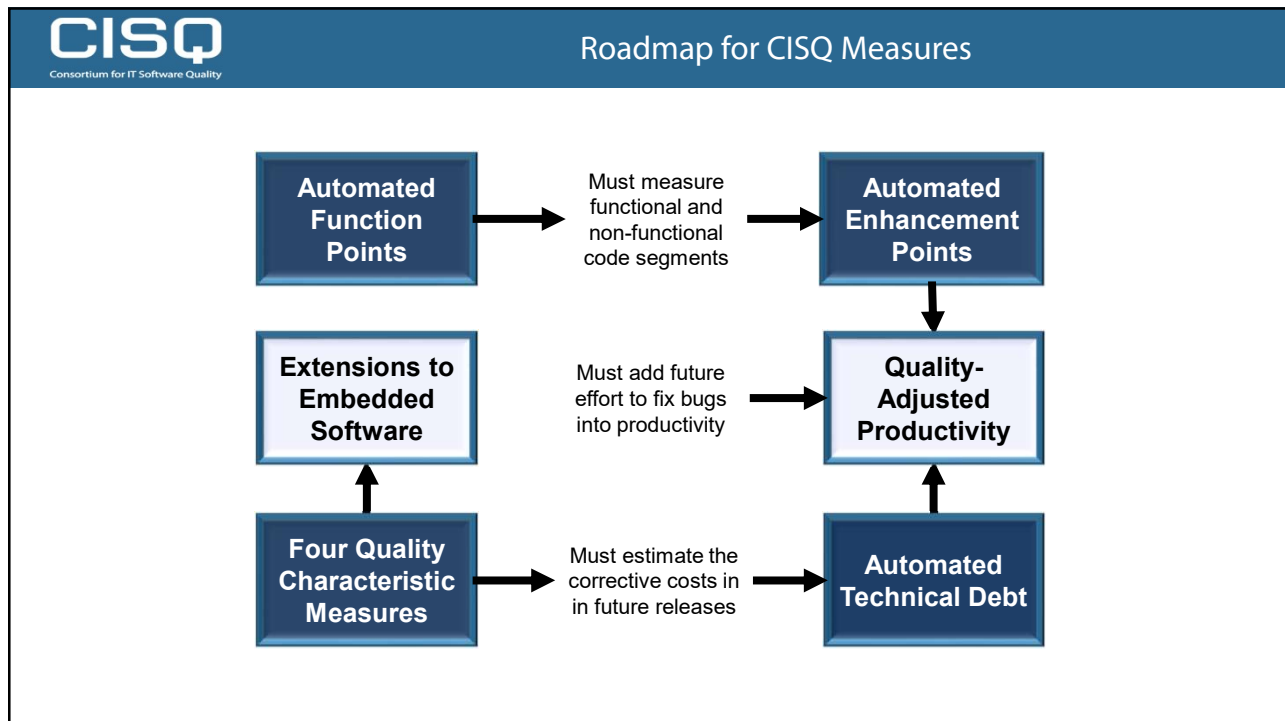 CISQ
Consortium for IT Software Quality
Roadmap for CISQ Measures
Automated
Function
Points
Must measure
functional and
non-functional
code segments
Automated
Enhancement
Points
Extensions to
Embedded
Software
Must add future
effort to fix bugs
into productivity
Quality-
Adjusted
Productivity
Four Quality
Characteristic
Measures
Must estimate the
corrective costs in
in future releases
Automated
Technical Debt